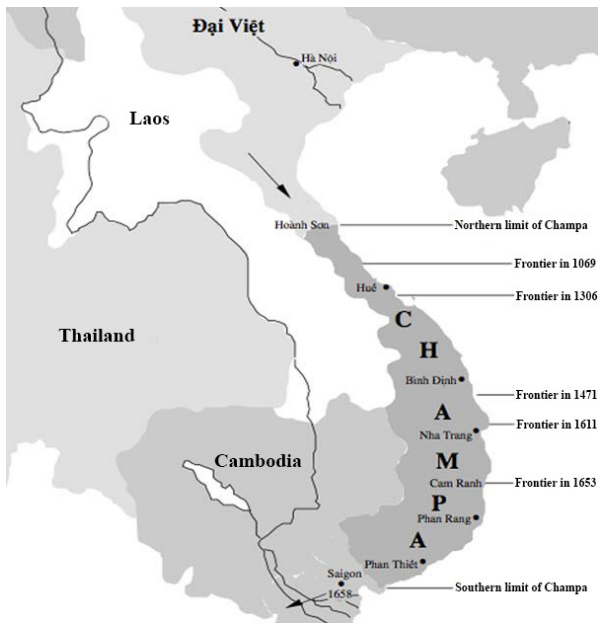 Đại Việt
Hà Nội
Laos
Hoành Sơn
Northern limit of Champa
Frontier in 1069
Huế
Frontier in 1306
C
Thailand
H
Bình Định
Frontier in 1471
A
Frontier in 1611
Nha Trang
Cambodia
M
Cam Ranh
Frontier in 1653
P
Phan Rang
A
Phan Thiết
Saigon
Southern limit of Champa
1658